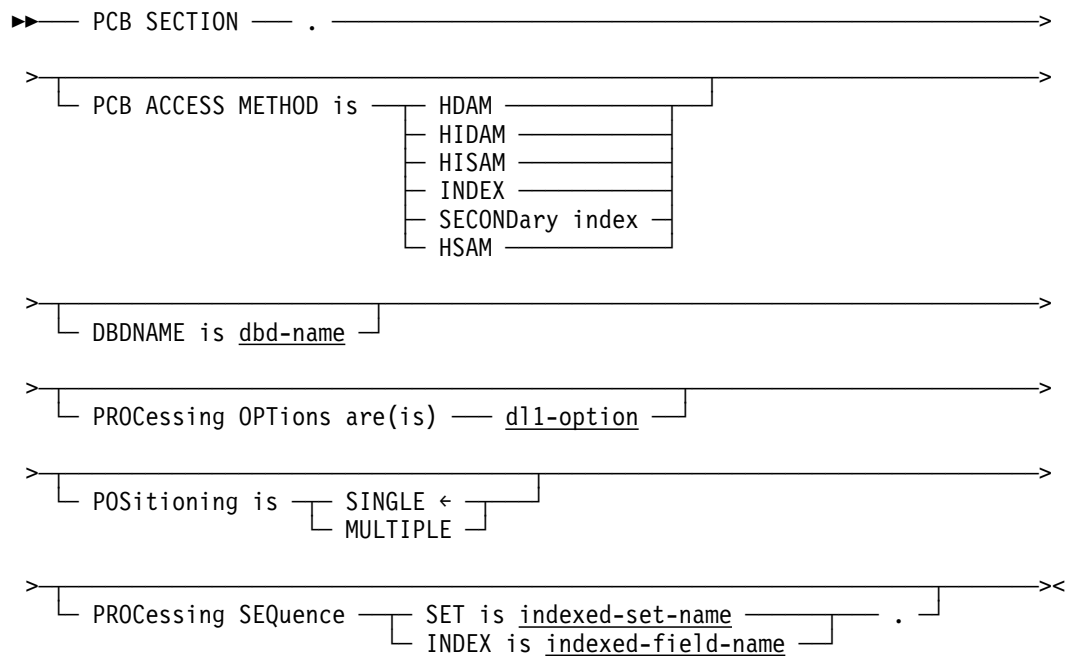 ►►─── PCB SECTION ─── . ───>
>─ PCB ACCESS METHOD is ─ HDAM ─>
HIDAM
HISAM
INDEX
SECONDary index
HSAM
>─ DBDNAME is dbd-name ─>
>─ PROCessing OPTions are(is) ─── dl1-option ─>
>─ POSitioning is ─ SINGLE ← ─>
MULTIPLE
>─ PROCessing SEQuence ─ SET is indexed-set-name ─ . ─><
INDEX is indexed-field-name